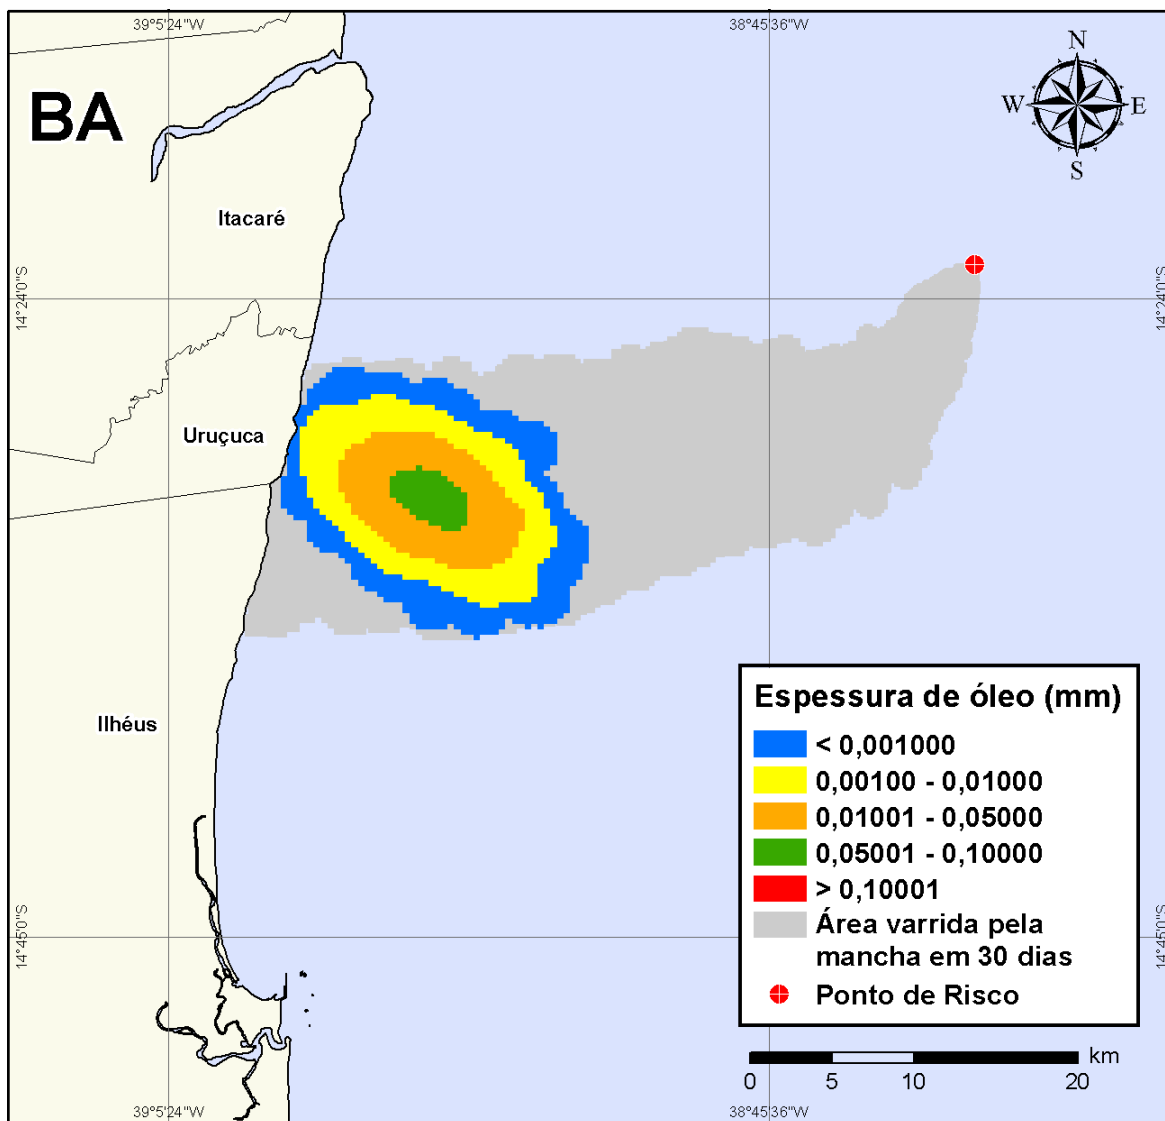 39°5'24"W
38°45'36"W
N
W
E
S
BA
Itacaré
14°24'0"S
14°24'0"S
Uruçuca
Ilhéus
Espessura de óleo (mm)
< 0,001000
0,00100 - 0,01000
0,01001 - 0,05000
0,05001 - 0,10000
> 0,10001
Área varrida pela
mancha em 30 dias
Ponto de Risco
14°45'0"S
14°45'0"S
km
0
5
10
20
39°5'24"W
38°45'36"W